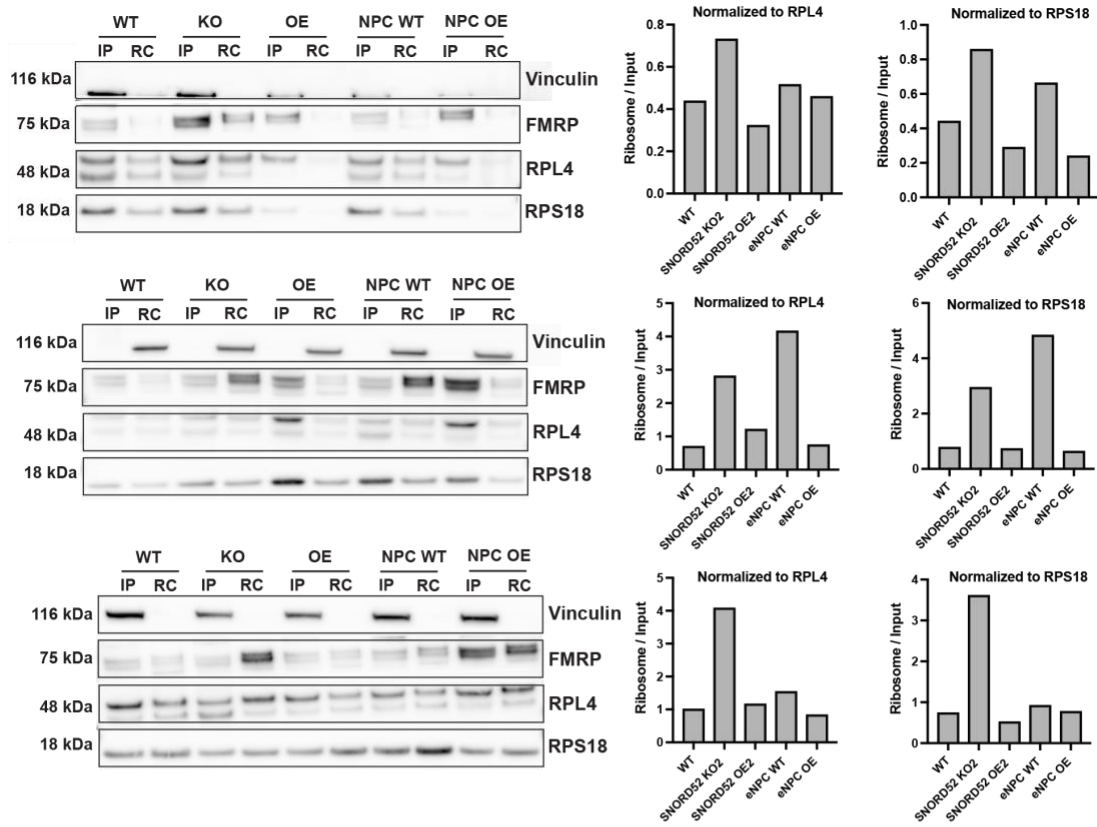 WT KO OE NPC WT NPC OE
IP RC IP RC IP RC IP RC IP RC
116 kDa Vinculin
75 kDa FMRP
48 kDa RPL4
18 kDa RPS18
Normalized to RPL4
Ribosome / Input
0.8
0.6
0.4
0.2
0.0
WT
SNORD52 KO2
SNORD52 OE2
eNPC WT
eNPC OE
Normalized to RPS18
Ribosome / Input
1.0
0.8
0.6
0.4
0.2
0.0
WT
SNORD52 KO2
SNORD52 OE2
eNPC WT
eNPC OE
WT KO OE NPC WT NPC OE
IP RC IP RC IP RC IP RC IP RC
116 kDa Vinculin
75 kDa FMRP
48 kDa RPL4
18 kDa RPS18
Normalized to RPL4
Ribosome / Input
5
4
3
2
1
0
WT
SNORD52 KO2
SNORD52 OE2
eNPC WT
eNPC OE
Normalized to RPS18
Ribosome / Input
6
4
2
0
WT
SNORD52 KO2
SNORD52 OE2
eNPC WT
eNPC OE
WT KO OE NPC WT NPC OE
IP RC IP RC IP RC IP RC IP RC
116 kDa Vinculin
75 kDa FMRP
48 kDa RPL4
18 kDa RPS18
Normalized to RPL4
Ribosome / Input
5
4
3
2
1
0
WT
SNORD52 KO2
SNORD52 OE2
eNPC WT
eNPC OE
Normalized to RPS18
Ribosome / Input
4
3
2
1
0
WT
SNORD52 KO2
SNORD52 OE2
eNPC WT
eNPC OE